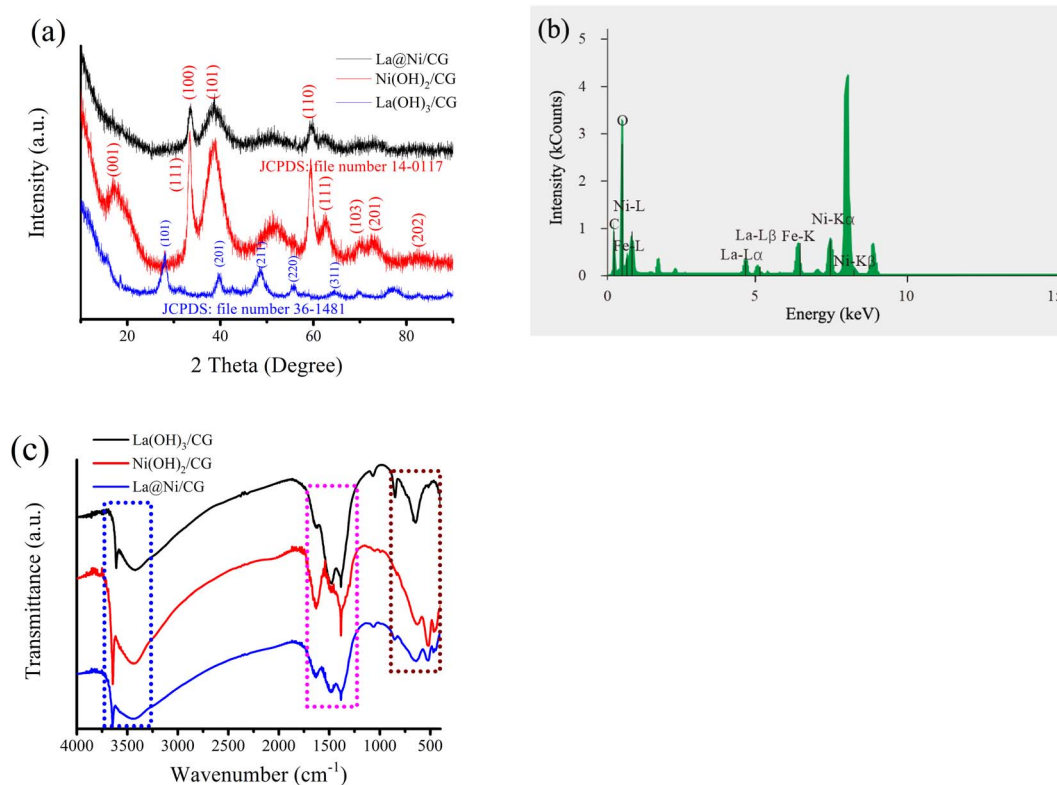 (a)
La@Ni/CG
Ni(OH)₂/CG
La(OH)₃/CG
(001)
(111)
(100)
(101)
(110)
(111)
(103)
(201)
(202)
JCPDS: file number 14-0117
(101)
(201)
(211)
(220)
(311)
JCPDS: file number 36-1481
Intensity (a.u.)
20 40 60 80
2 Theta (Degree)
(b)
Intensity (kCounts)
5
4
3
2
1
0
O
Ni-L
C
Fe-L
La-Lα
La-Lβ
Fe-K
Ni-Kα
Ni-Kβ
0 5 10 15
Energy (keV)
(c)
La(OH)₃/CG
Ni(OH)₂/CG
La@Ni/CG
Transmittance (a.u.)
4000 3500 3000 2500 2000 1500 1000 500
Wavenumber (cm⁻¹)